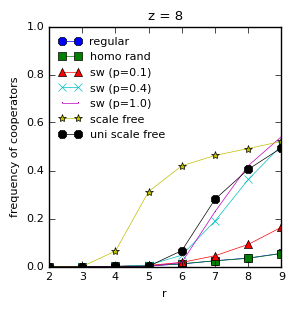 z = 8
1.0
0.8
0.6
0.4
0.2
0.0
frequency of cooperators
regular
homo rand
sw (p=0.1)
sw (p=0.4)
sw (p=1.0)
scale free
uni scale free
2 3 4 5 6 7 8 9
r